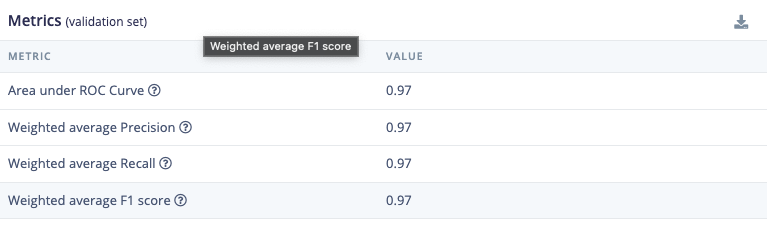 Metrics (validation set)
Weighted average F1 score
METRIC VALUE
Area under ROC Curve ? 0.97
Weighted average Precision ? 0.97
Weighted average Recall ? 0.97
Weighted average F1 score ? 0.97